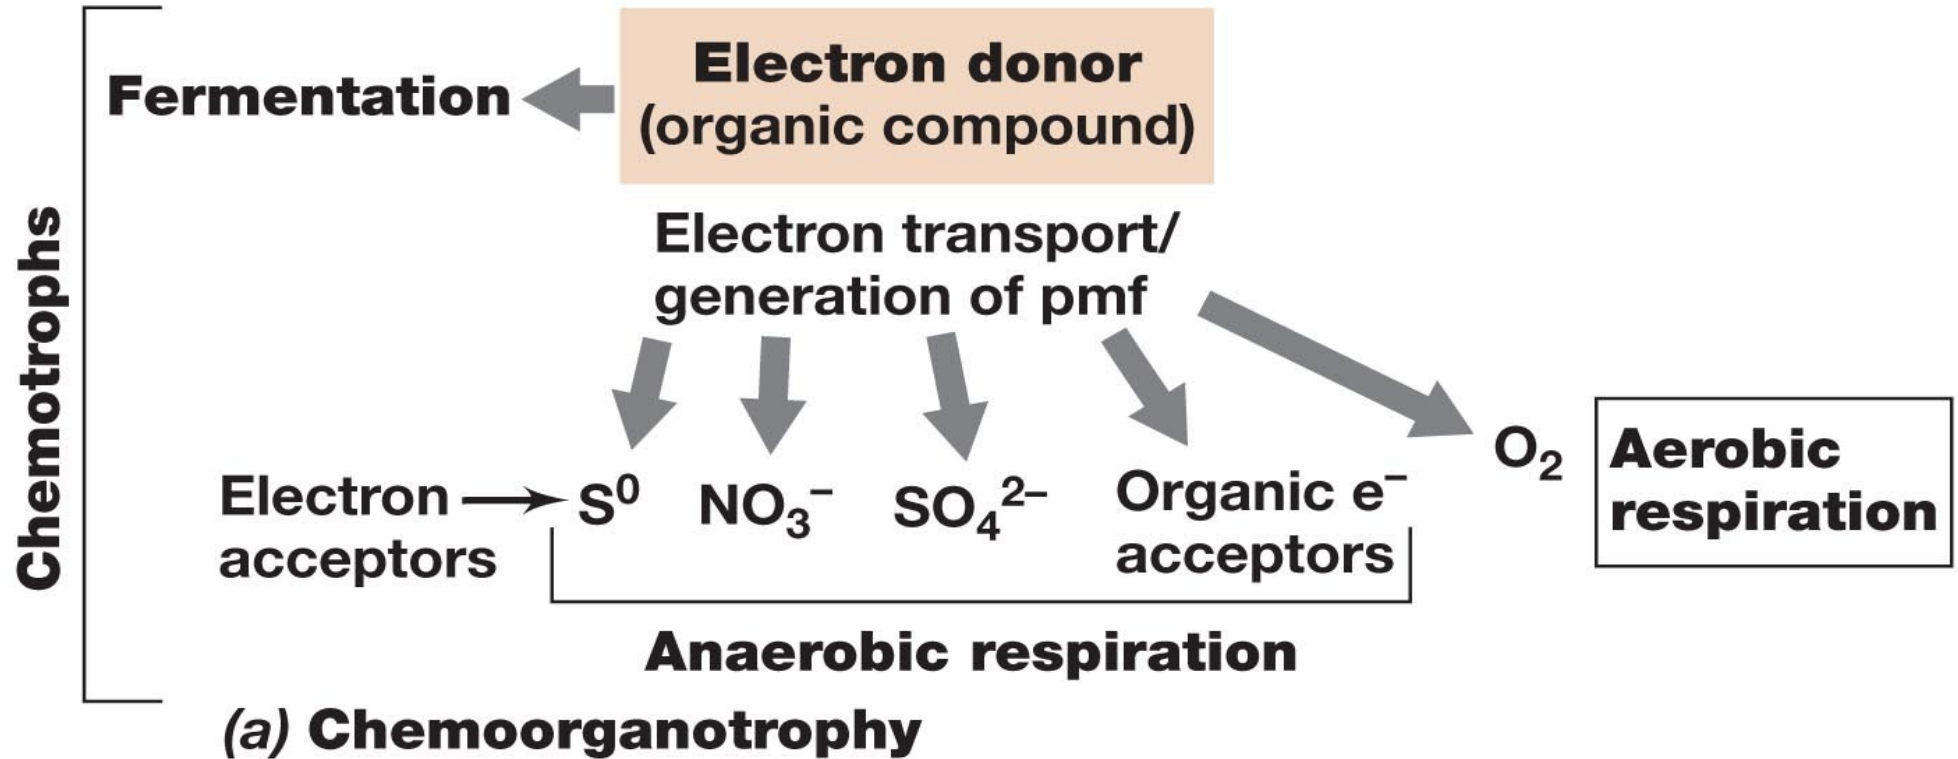 Chemotrophs
Fermentation
Electron donor
(organic compound)
Electron transport/
generation of pmf
Electron
acceptors
S⁰
NO₃⁻
SO₄²⁻
Organic e⁻
acceptors
O₂
Aerobic
respiration
Anaerobic respiration
(a) Chemoorganotrophy